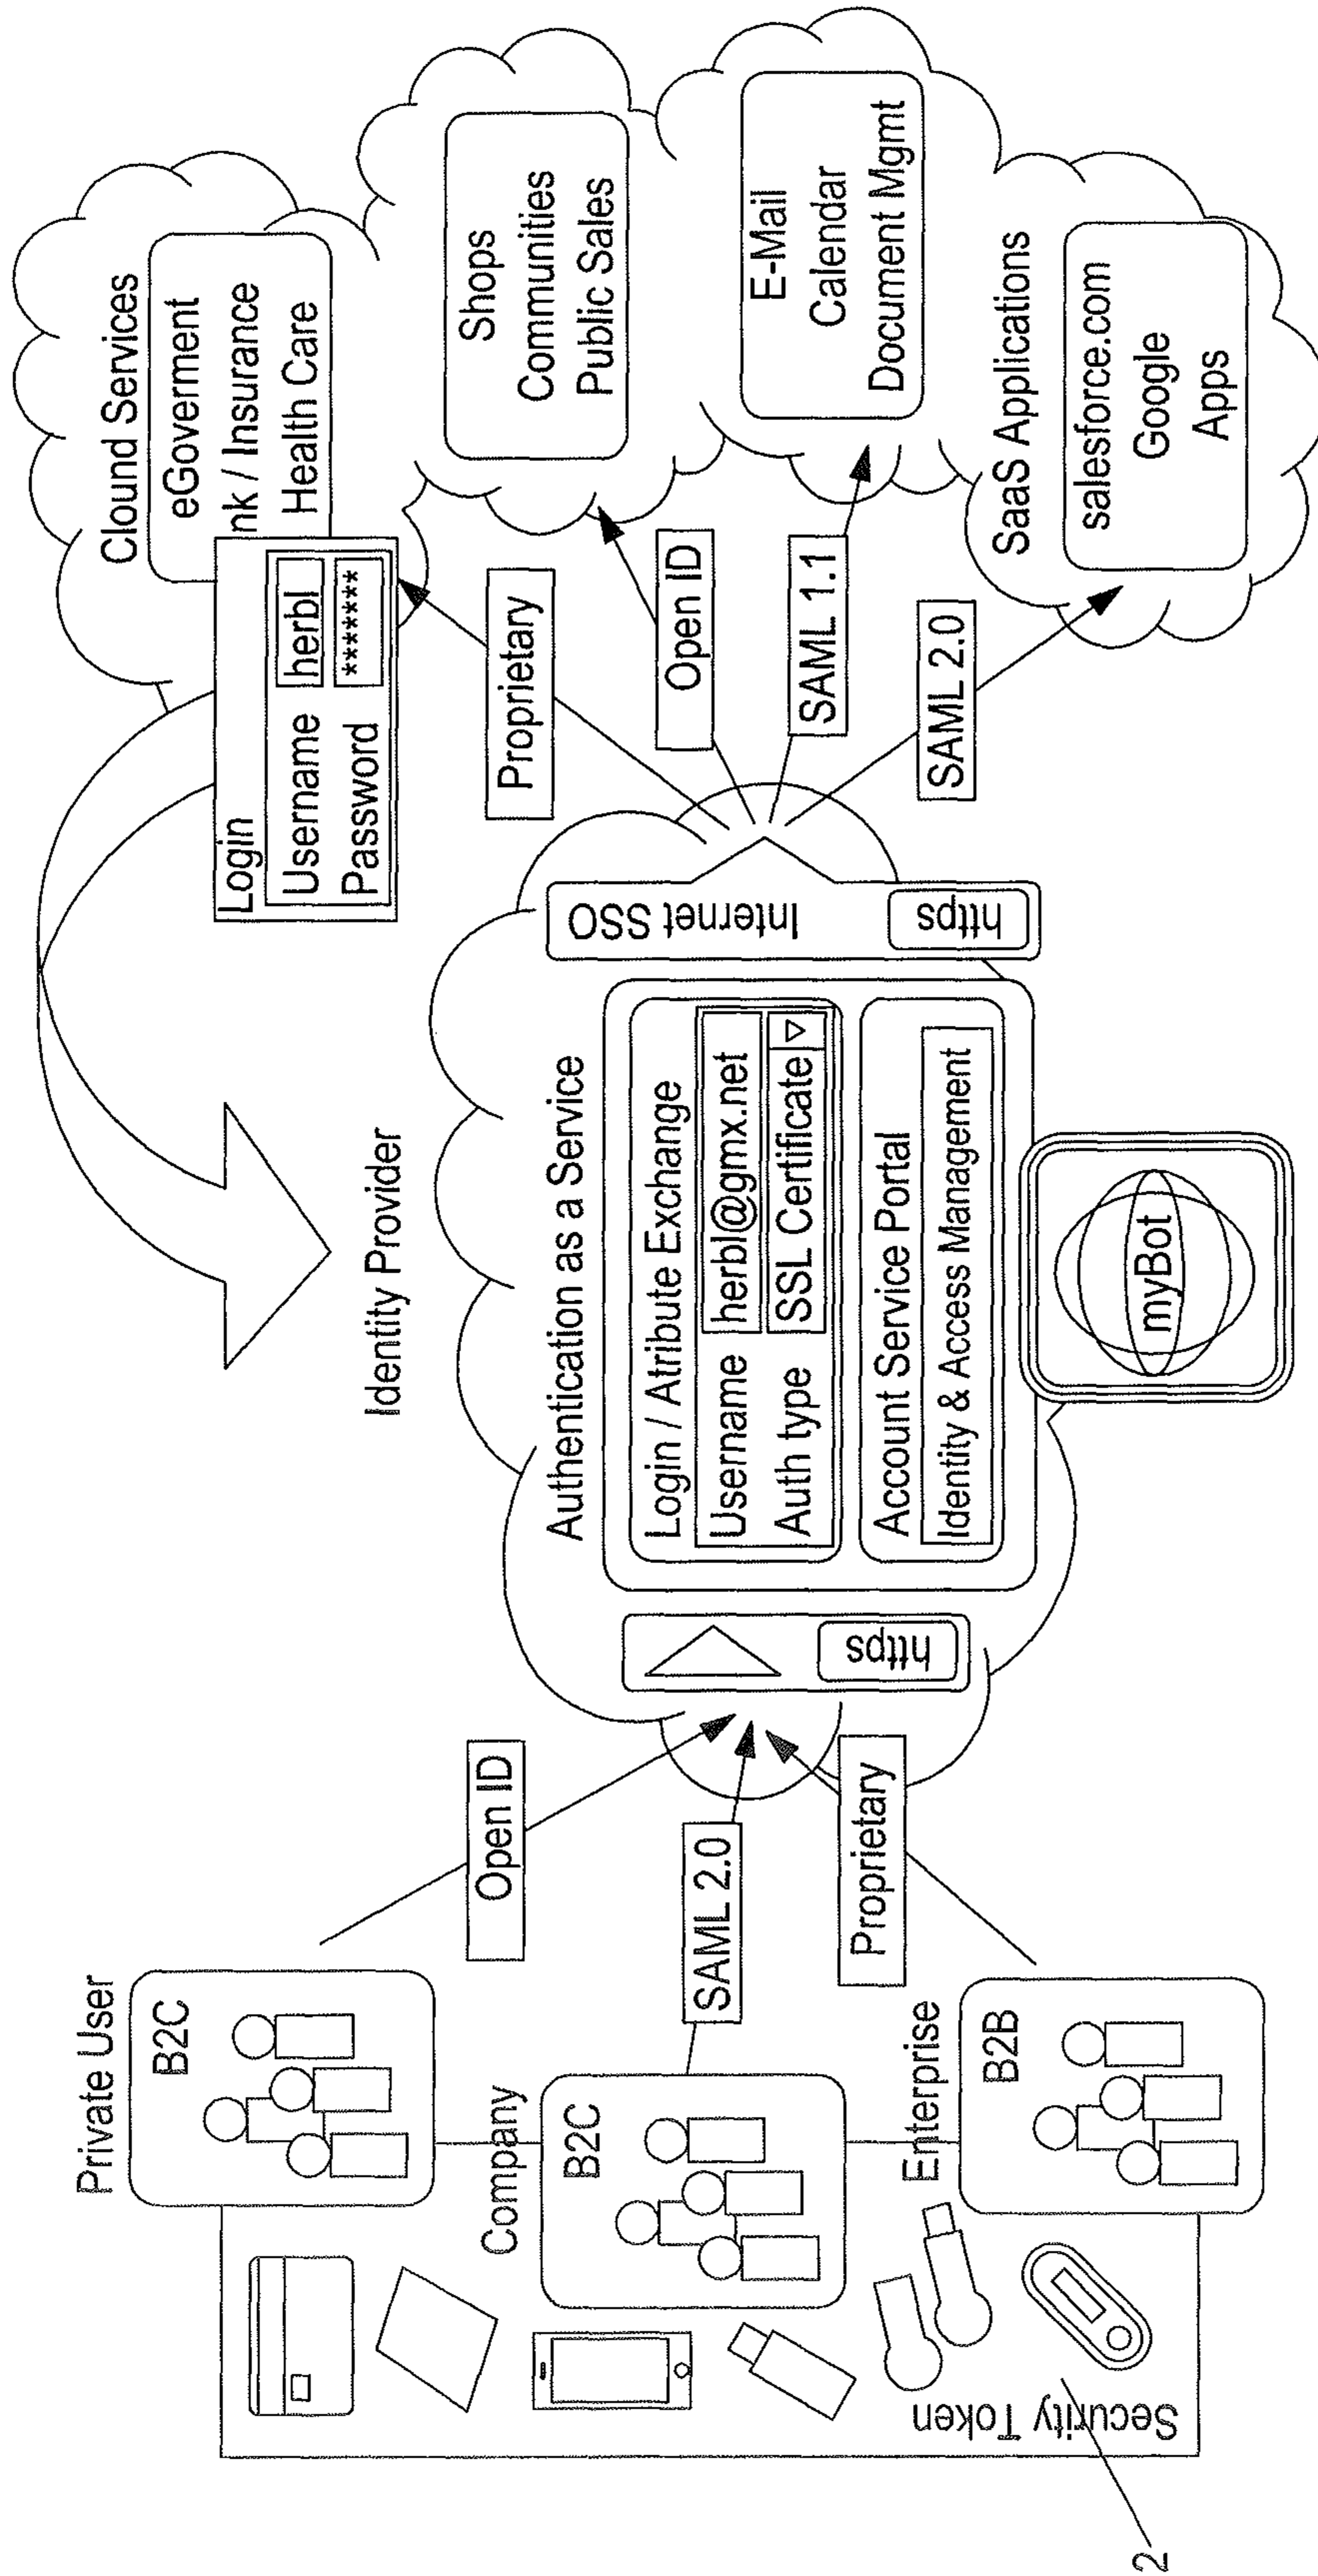 Private User
B2C
Company
B2C
Enterprise
B2B
Security Token
2
Open ID
SAML 2.0
Proprietary
https
Identity Provider
Authentication as a Service
Login / Atribute Exchange
Username herbl@gmx.net
Auth type SSL Certificate
Account Service Portal
Identity & Access Management
myBot
Internet SSO
https
Login
Username herbl
Password *******
Proprietary
Open ID
SAML 1.1
SAML 2.0
Clound Services
eGoverment
nk / Insurance
Health Care
Shops
Communities
Public Sales
E-Mail
Calendar
Document Mgmt
SaaS Applications
salesforce.com
Google
Apps